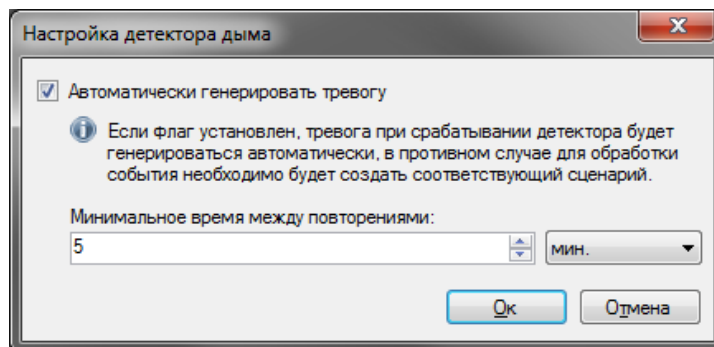 Настройка детектора дыма
Автоматически генерировать тревогу
Если флаг установлен, тревога при срабатывании детектора будет
генерироваться автоматически, в противном случае для обработки
события необходимо будет создать соответствующий сценарий.
Минимальное время между повторениями:
5 мин.
Ок Отмена